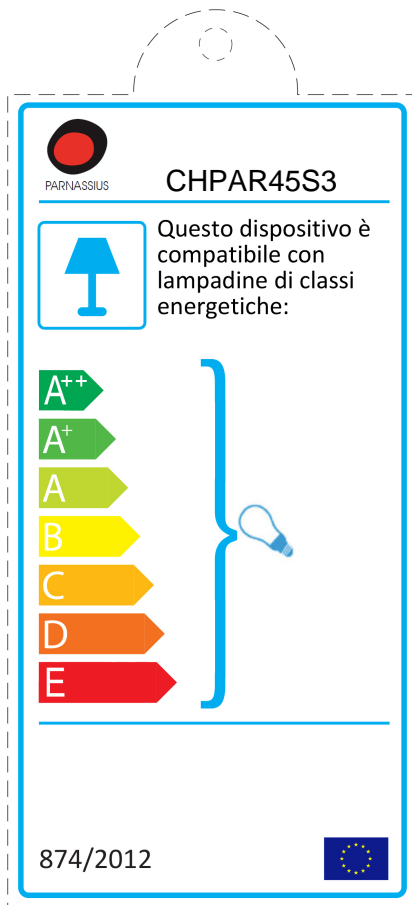 PARNASSIUS
CHPAR45S3
Questo dispositivo è
compatibile con
lampadine di classi
energetiche:
A++
A+
A
B
C
D
E
874/2012